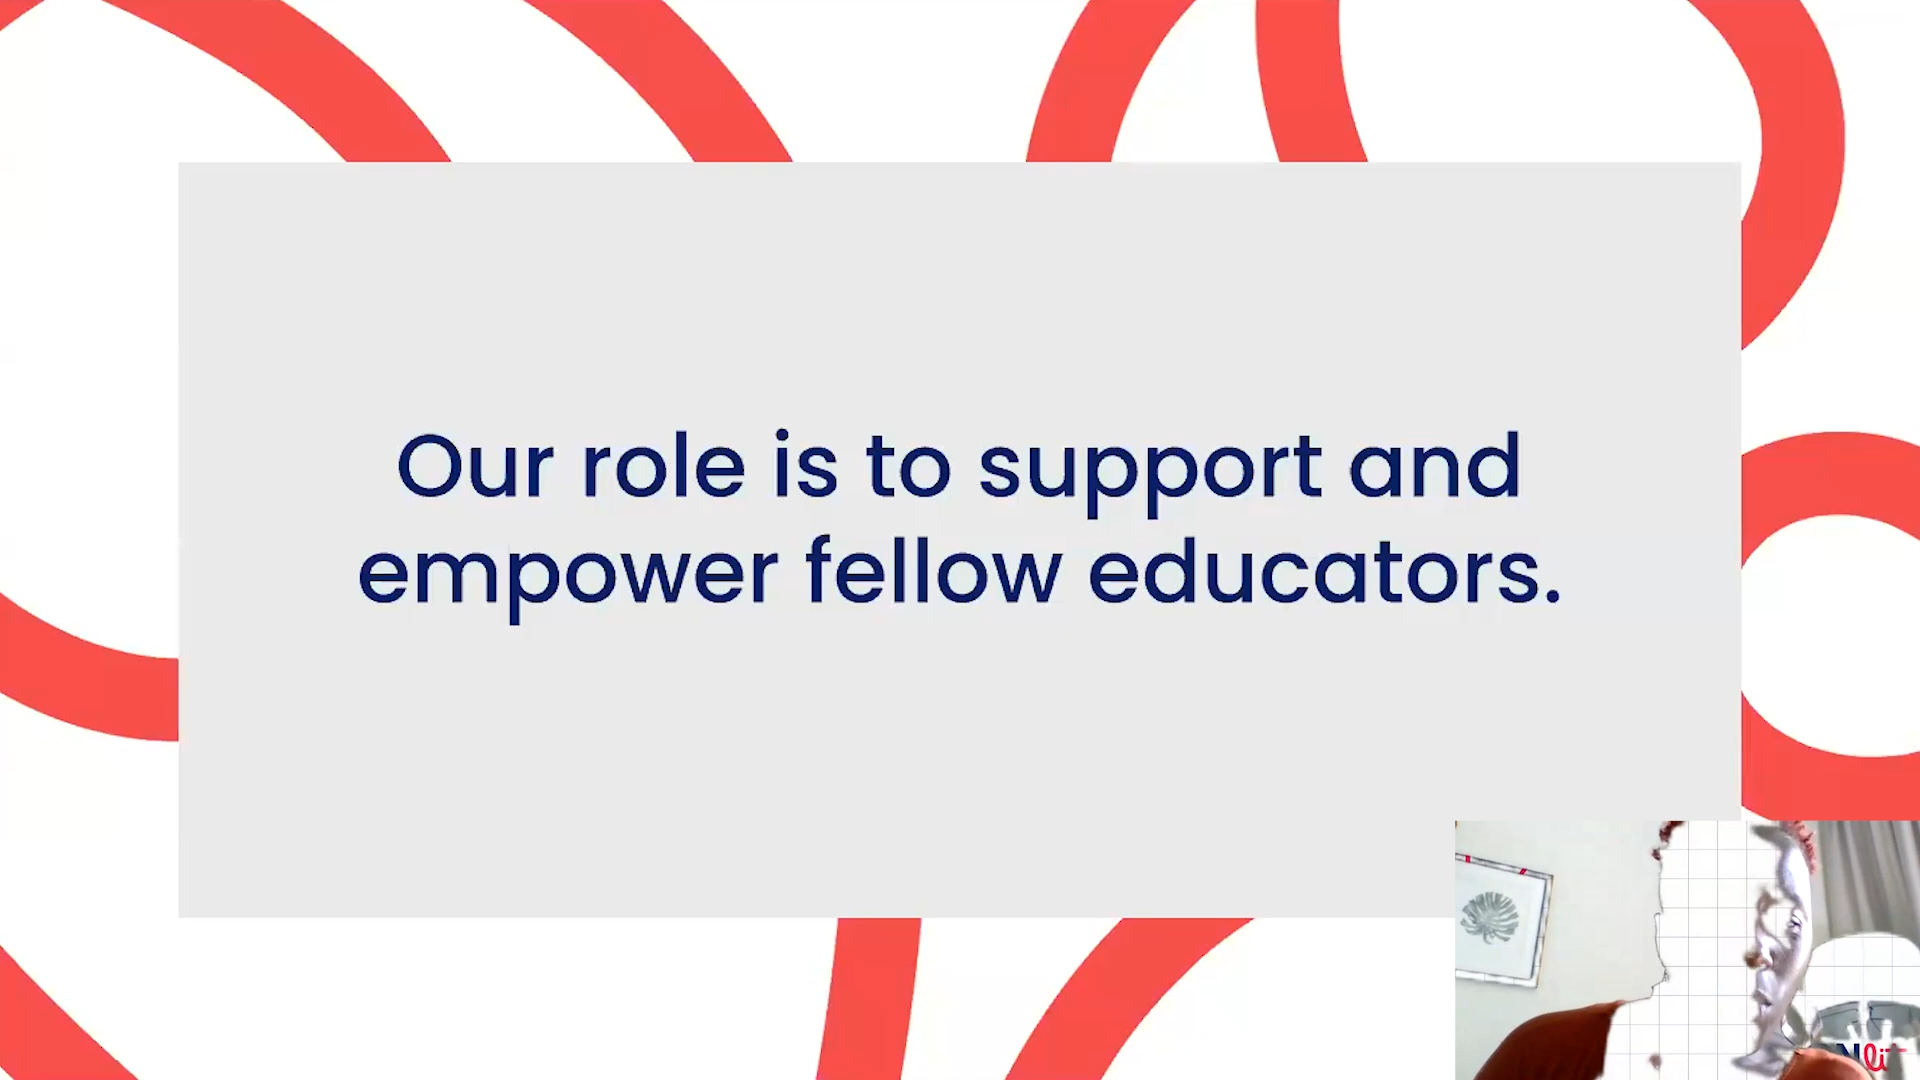 Our role is to support and
empower fellow educators.